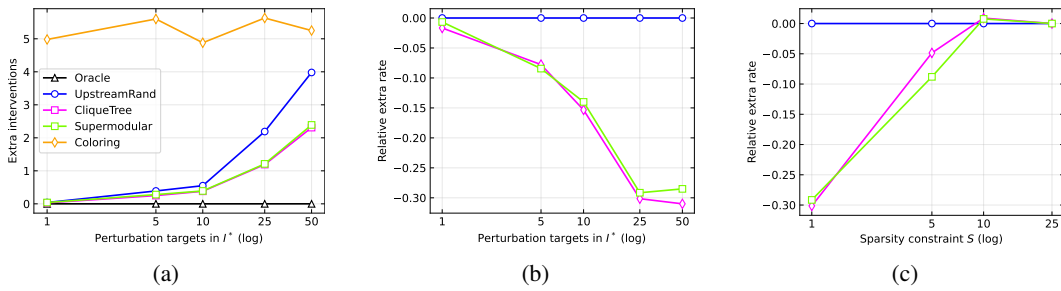 5
4
3
2
1
0
Extra interventions
Oracle
UpstreamRand
CliqueTree
Supermodular
Coloring
1
5
10
25
50
Perturbation targets in I* (log)
(a)
0.00
−0.05
−0.10
−0.15
−0.20
−0.25
−0.30
Relative extra rate
1
5
10
25
50
Perturbation targets in I* (log)
(b)
0.00
−0.05
−0.10
−0.15
−0.20
−0.25
−0.30
Relative extra rate
1
5
10
25
Sparsity constraint S (log)
(c)